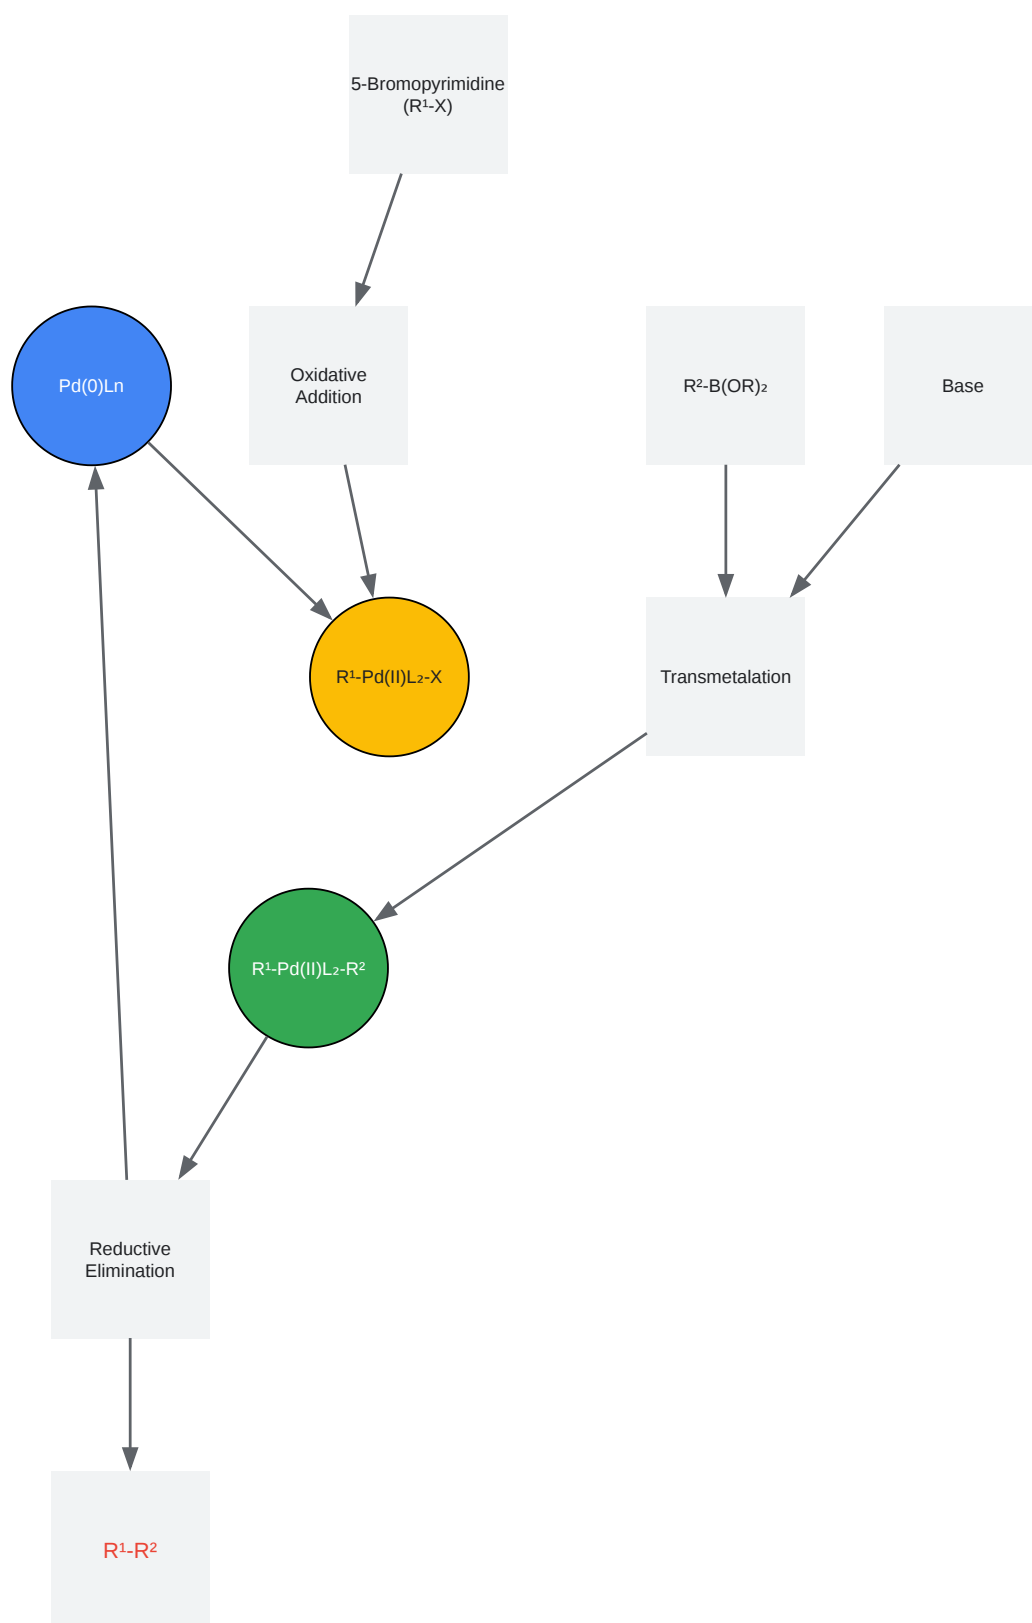 5-Bromopyrimidine
(R¹-X)
Pd(0)Ln
Oxidative
Addition
R²-B(OR)₂
Base
R¹-Pd(II)L₂-X
Transmetalation
R¹-Pd(II)L₂-R²
Reductive
Elimination
R¹-R²